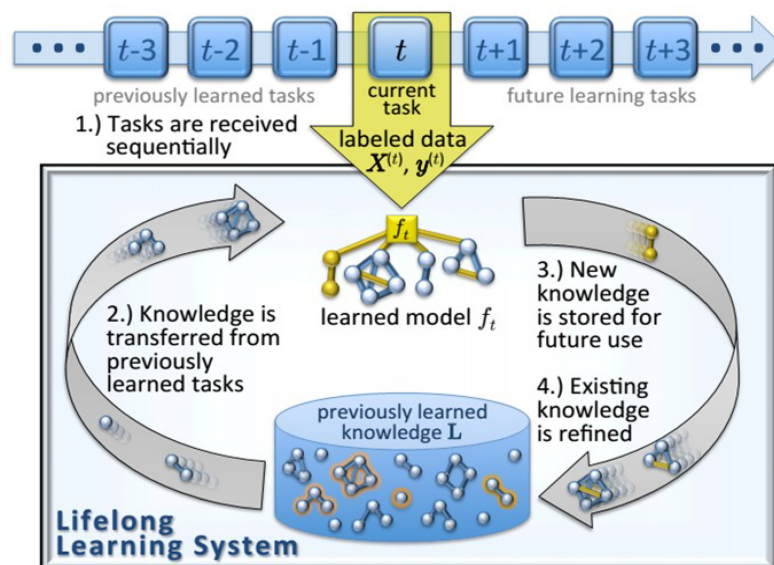 ••• t-3 t-2 t-1 t t+1 t+2 t+3 •••
previously learned tasks
current
task
future learning tasks
1.) Tasks are received
sequentially
labeled data
X(t), y(t)
ft
learned model ft
2.) Knowledge is
transferred from
previously
learned tasks
3.) New
knowledge
is stored for
future use
4.) Existing
knowledge
is refined
previously learned
knowledge L
Lifelong
Learning System